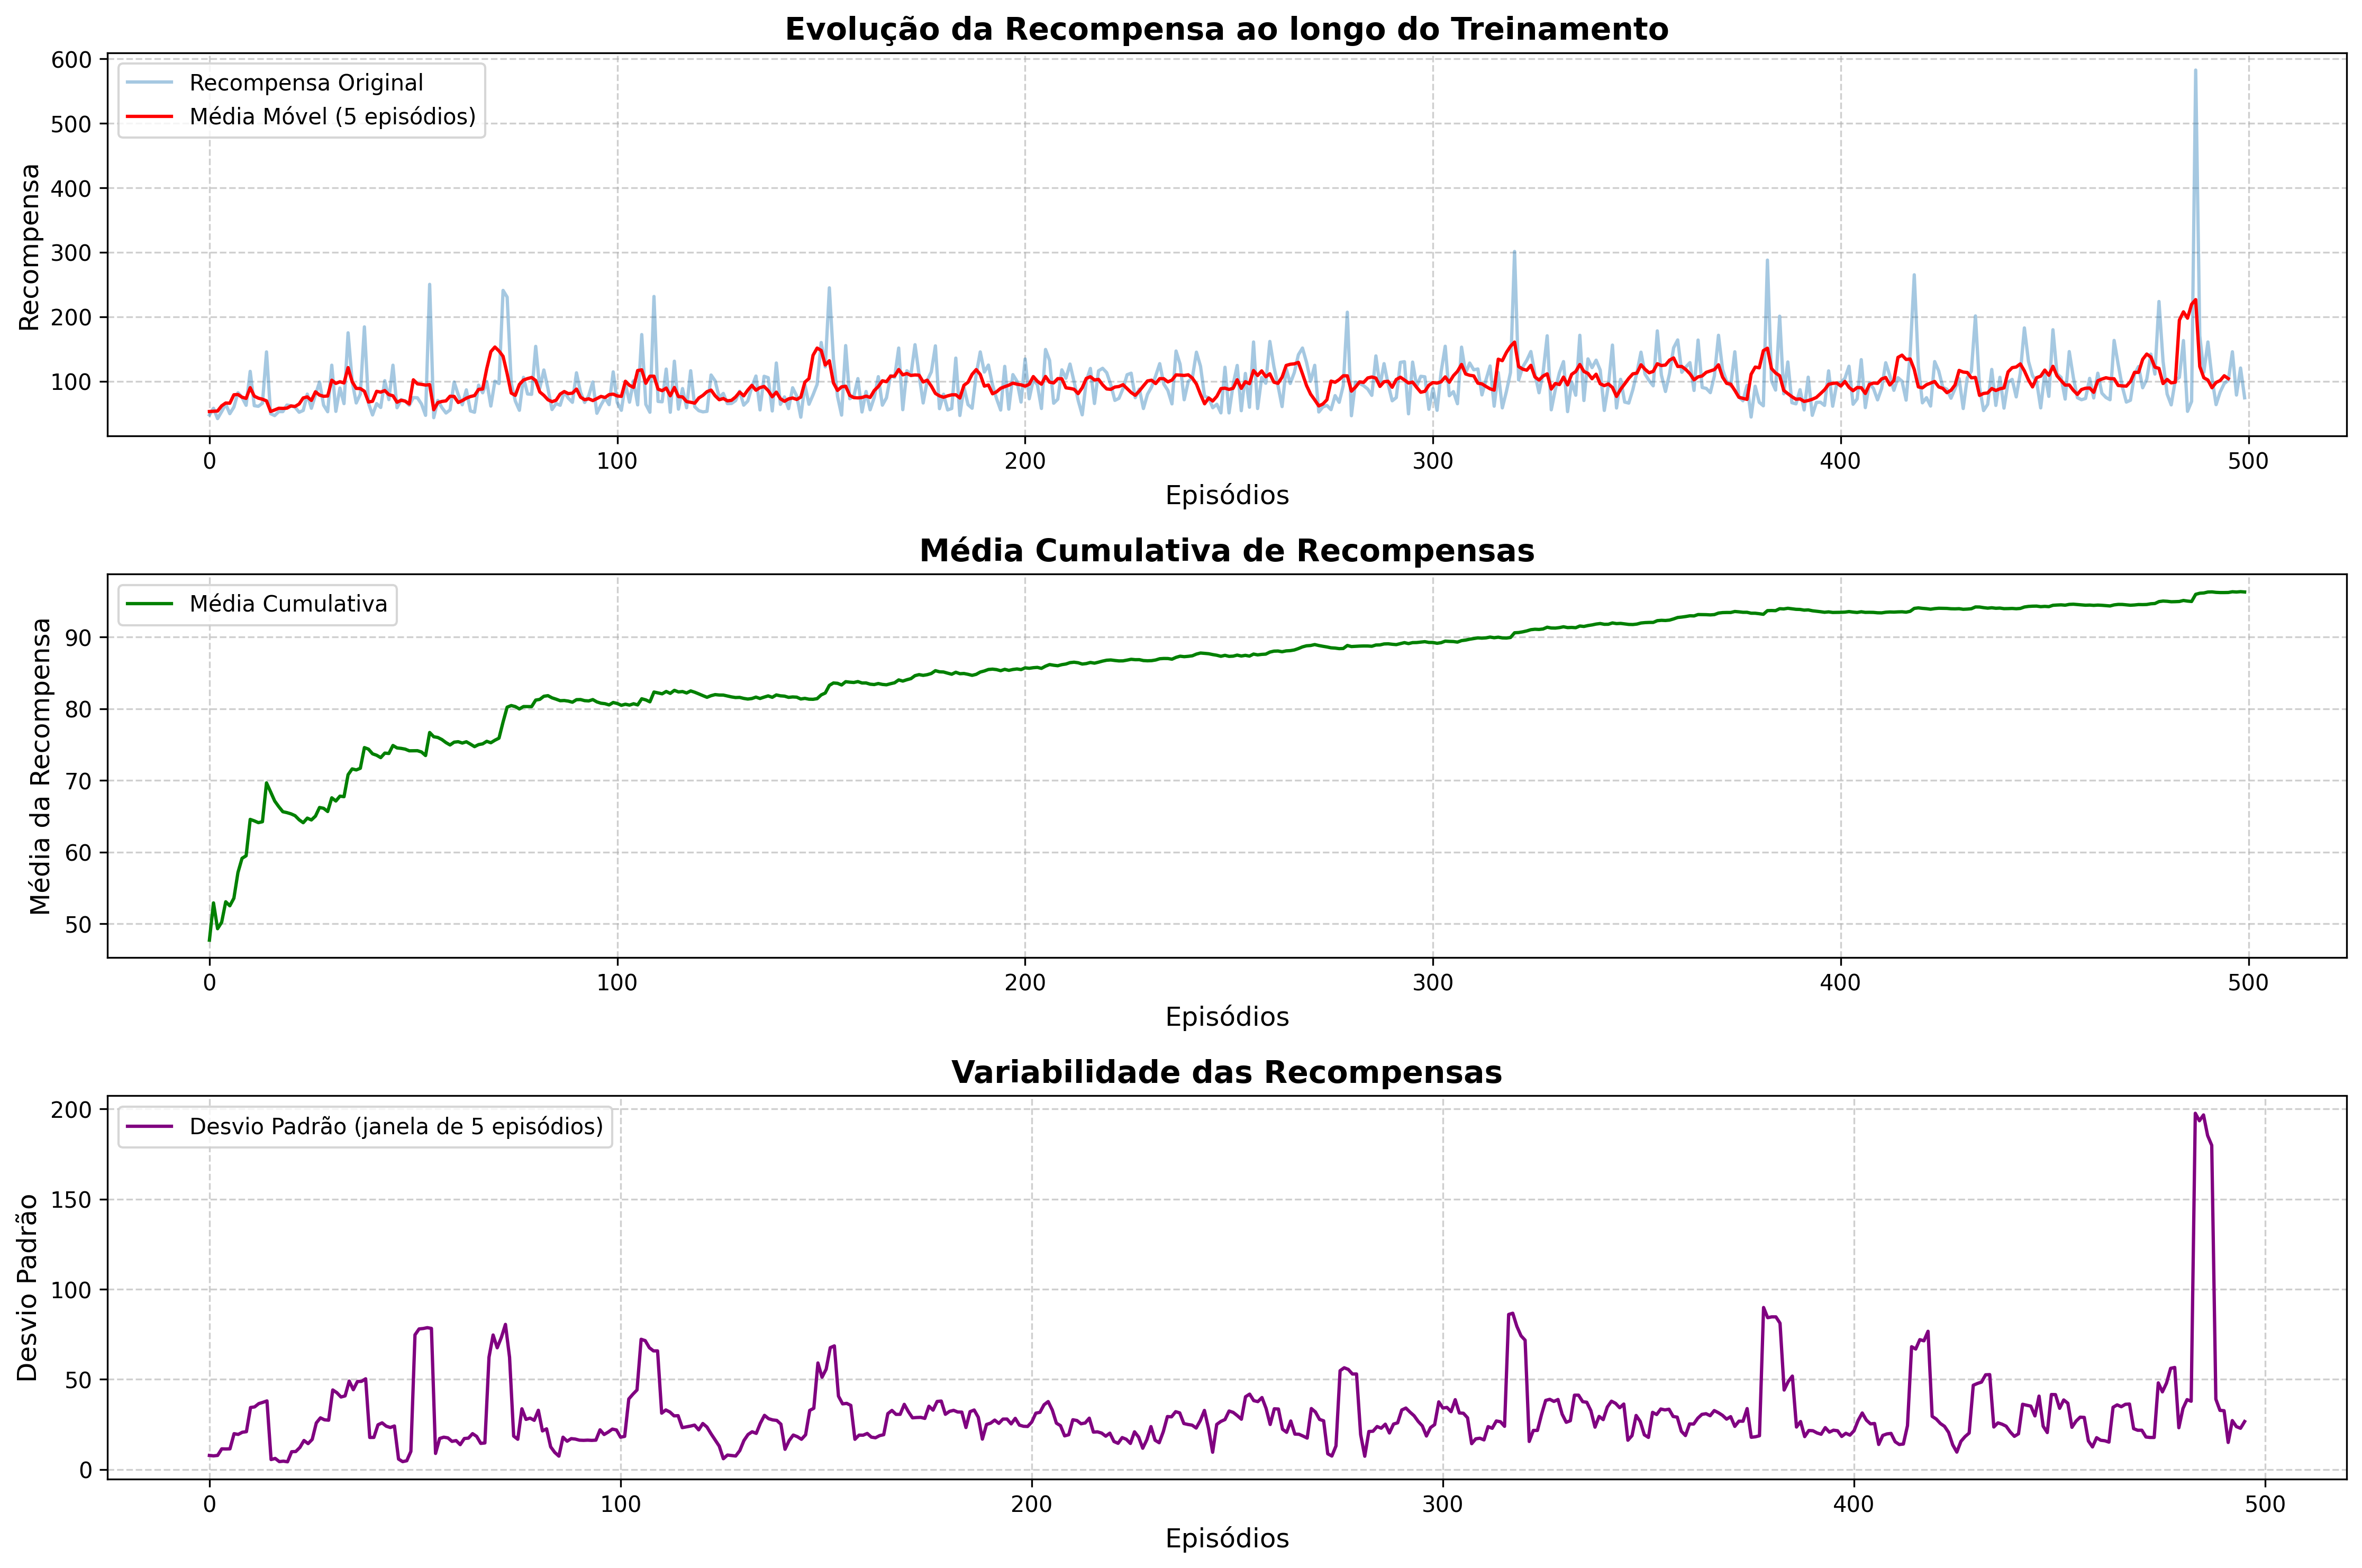 Evolução da Recompensa ao longo do Treinamento
Recompensa Original
Média Móvel (5 episódios)
Recompensa
600
500
400
300
200
100
0 100 200 300 400 500
Episódios
Média Cumulativa de Recompensas
Média Cumulativa
Média da Recompensa
90
80
70
60
50
0 100 200 300 400 500
Episódios
Variabilidade das Recompensas
Desvio Padrão (janela de 5 episódios)
Desvio Padrão
200
150
100
50
0
0 100 200 300 400 500
Episódios